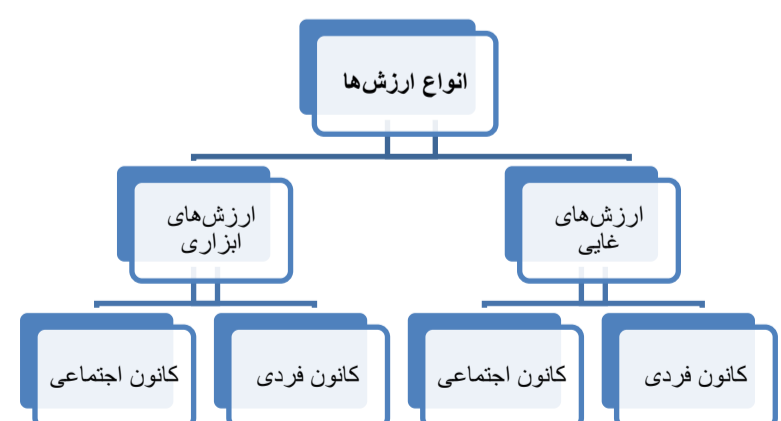 انواع ارزش‌ها
ارزش‌های
غایی
ارزش‌های
ابزاری
کانون فردی
کانون اجتماعی
کانون فردی
کانون اجتماعی